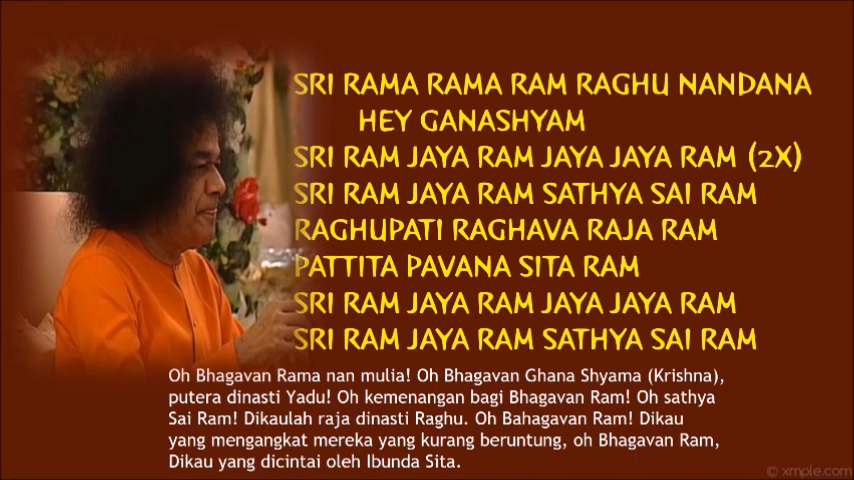 SRI RAMA RAMA RAM RAGHU NANDANA
HEY GANASHYAM
SRI RAM JAYA RAM JAYA JAYA RAM (2X)
SRI RAM JAYA RAM SATHYA SAI RAM
RAGHUPATI RAGHAVA RAJA RAM
PATTITA PAVANA SITA RAM
SRI RAM JAYA RAM JAYA JAYA RAM
SRI RAM JAYA RAM SATHYA SAI RAM
Oh Bhagavan Rama nan mulia! Oh Bhagavan Ghana Shyama (Krishna),
putera dinasti Yadu! Oh kemenangan bagi Bhagavan Ram! Oh sathya
Sai Ram! Dikaulah raja dinasti Raghu. Oh Bahagavan Ram! Dikau
yang mengangkat mereka yang kurang beruntung, oh Bhagavan Ram,
Dikau yang dicintai oleh Ibunda Sita.
© xmple.com